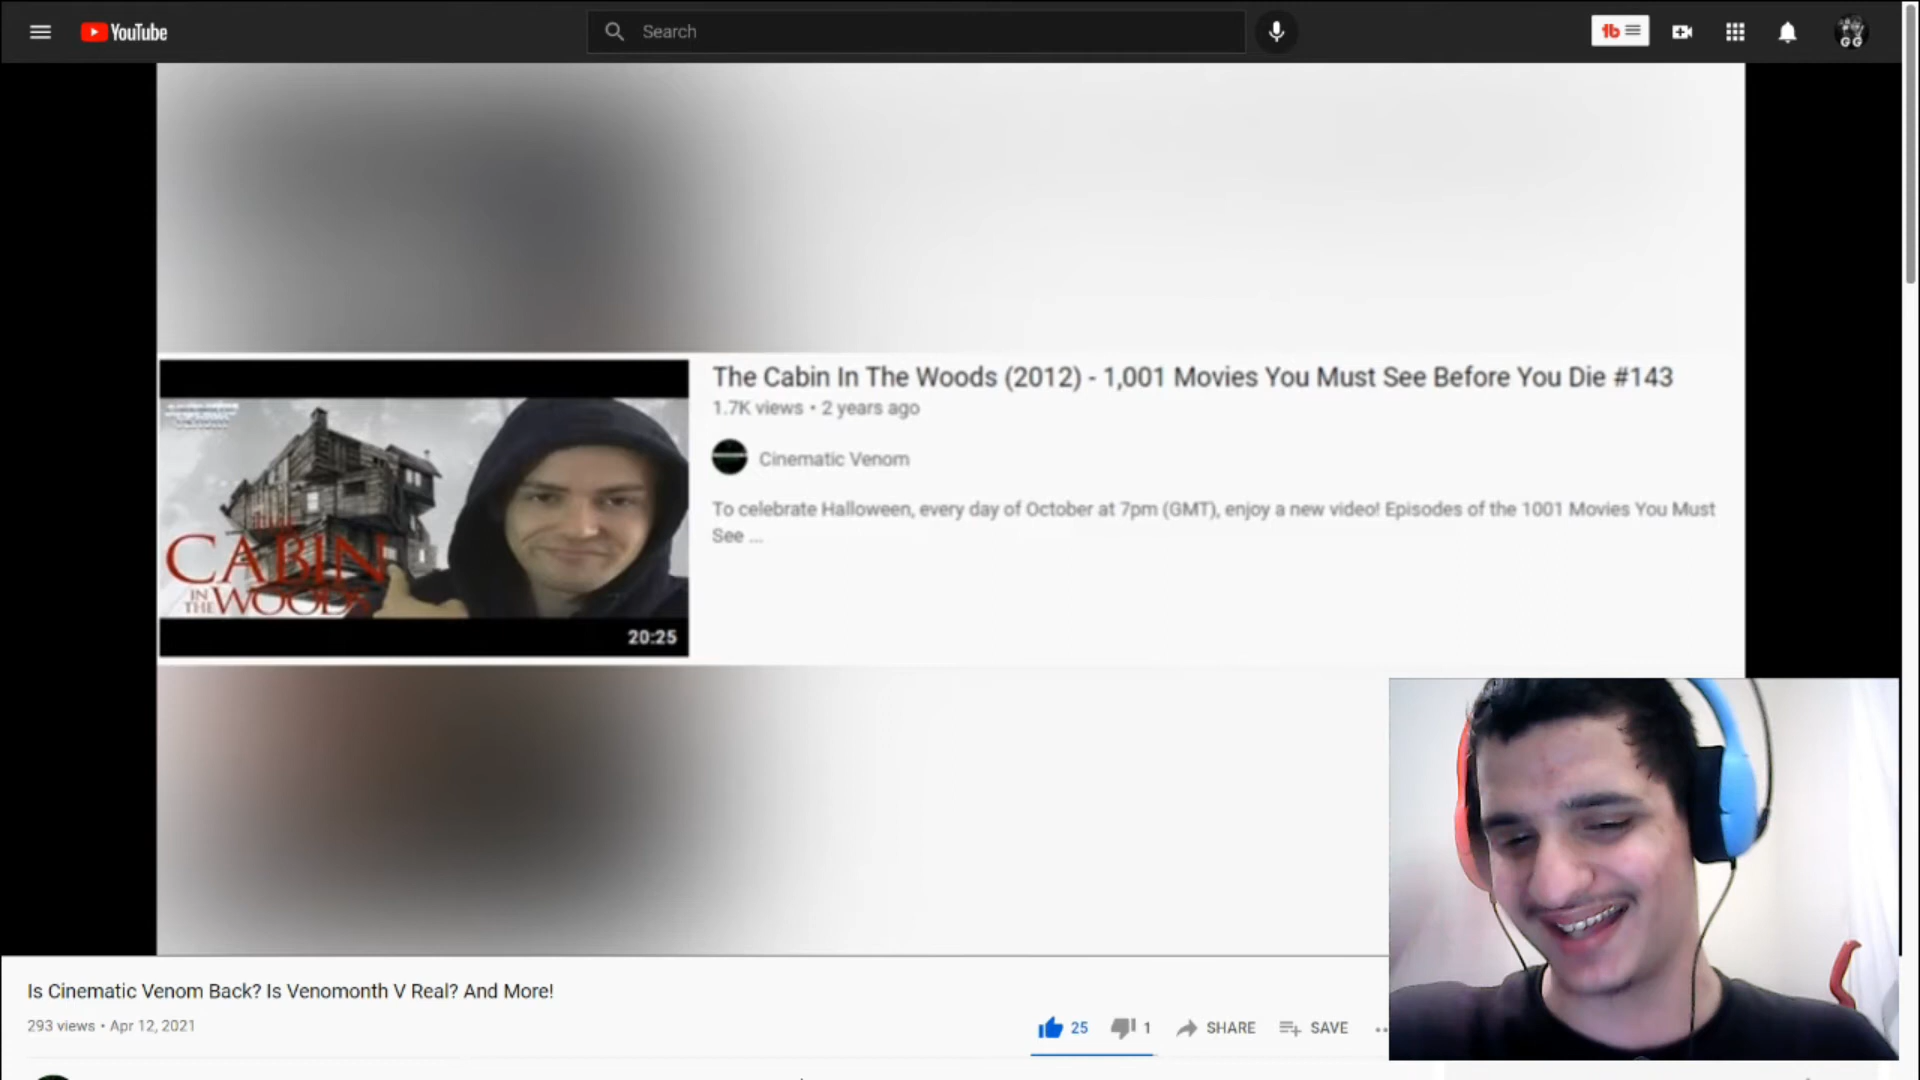 YouTube
Search
GG
The Cabin In The Woods (2012) - 1,001 Movies You Must See Before You Die #143
1.7K views • 2 years ago
Cinematic Venom
To celebrate Halloween, every day of October at 7pm (GMT), enjoy a new video! Episodes of the 1001 Movies You Must
See ...
THE
CABIN
IN
THE WOODS
20:25
Is Cinematic Venom Back? Is Venomonth V Real? And More!
293 views • Apr 12, 2021
25
1
SHARE
SAVE